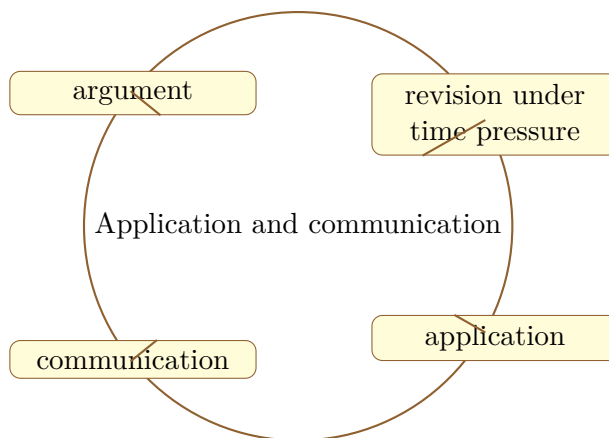 argument
revision under
time pressure
Application and communication
communication
application